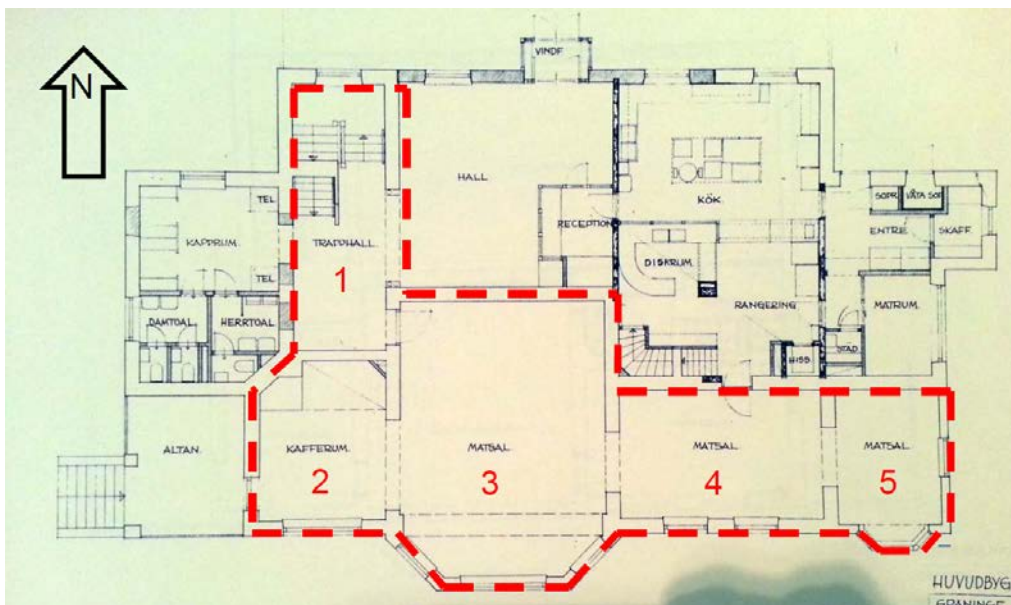 N
VINDF
TEL
HALL
KÖK
SOPR.
VÅTA SOP
KAPPRUM.
RECEPTION
ENTRE
SKAFF.
TRAPPHALL
DISKRUM.
TEL
1
RANGERING
MATRUM.
DAMTOAL
HERRTOAL
STÄD
HISS
ALTAN.
KAFFERUM.
MATSAL
MATSAL
MATSAL
2
3
4
5
HUVUDBYG